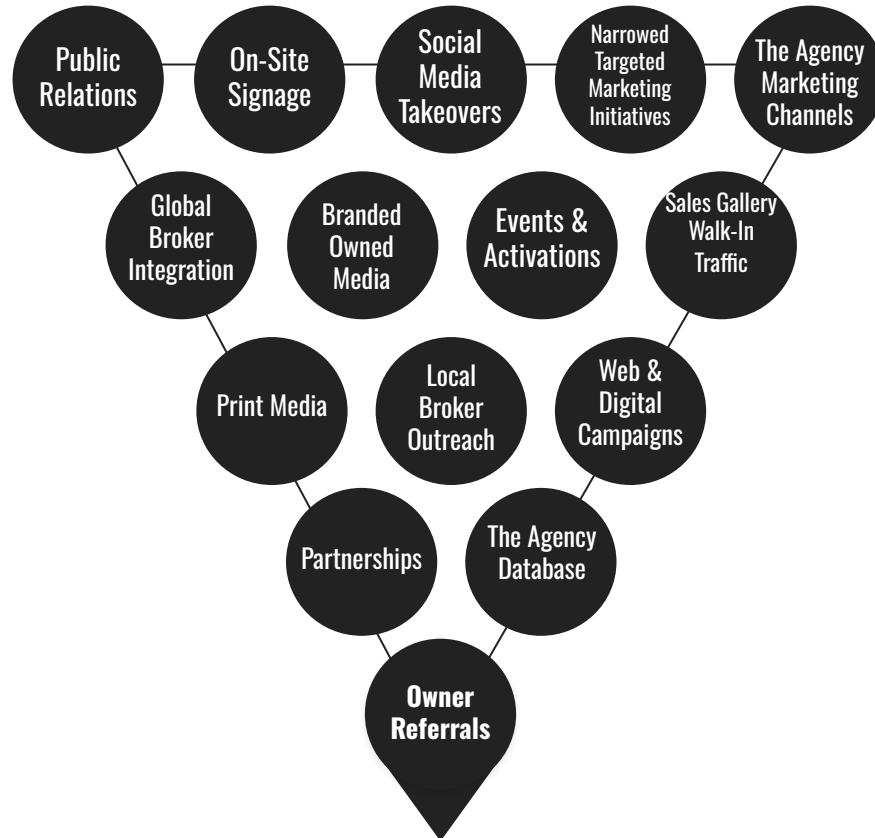 Public
Relations
On-Site
Signage
Social
Media
Takeovers
Narrowed
Targeted
Marketing
Initiatives
The Agency
Marketing
Channels
Global
Broker
Integration
Branded
Owned
Media
Events &
Activations
Sales Gallery
Walk-In
Traffic
Print Media
Local
Broker
Outreach
Web &
Digital
Campaigns
Partnerships
The Agency
Database
Owner
Referrals